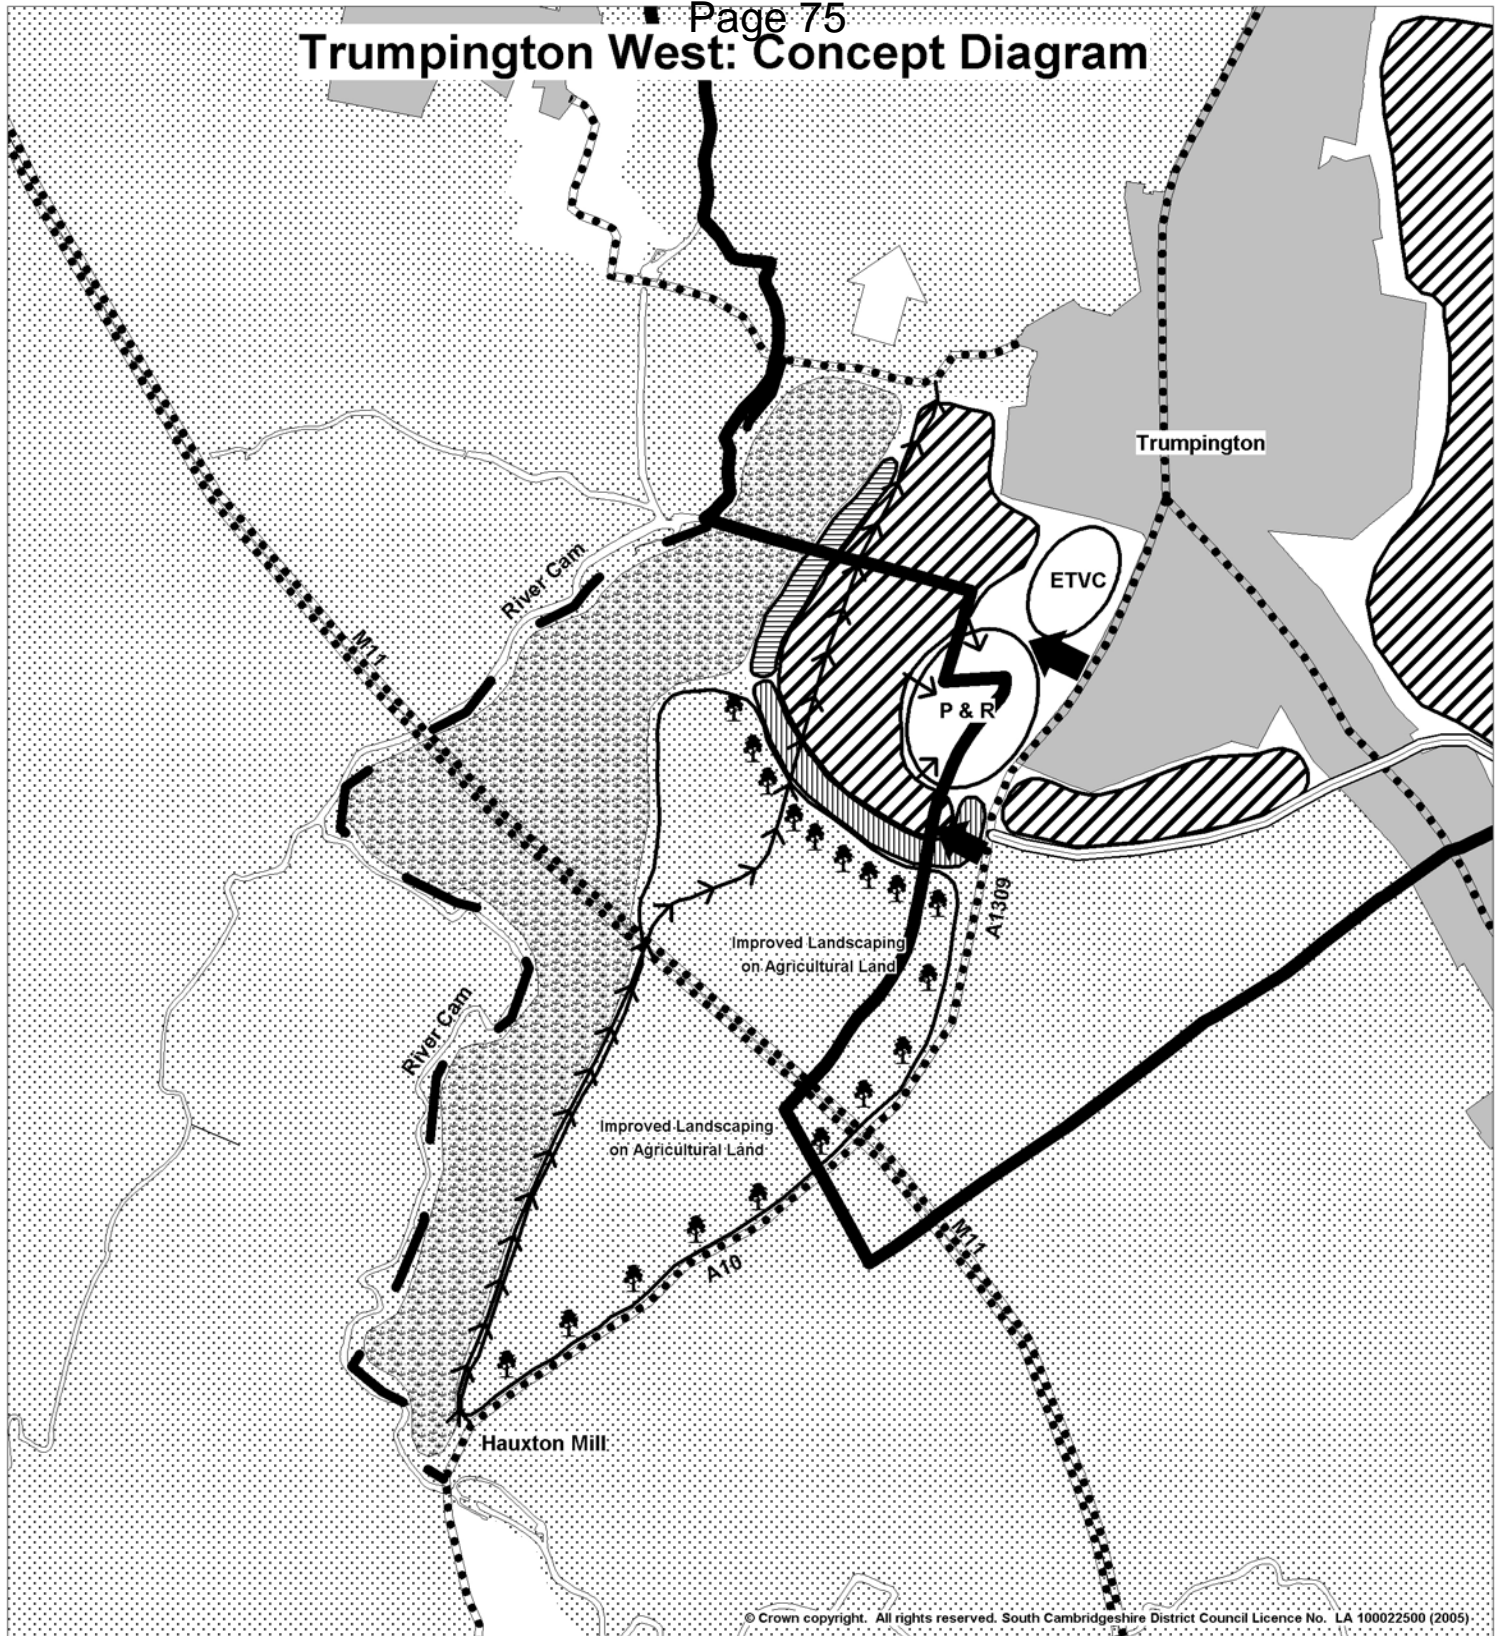 Page 75
Trumpington West: Concept Diagram
Trumpington
ETVC
River Cam
M11
P & R
A1309
Improved Landscaping
on Agricultural Land
River Cam
Improved Landscaping
on Agricultural Land
M11
A10
Hauxton Mill
© Crown copyright. All rights reserved. South Cambridgeshire District Council Licence No. LA 100022500 (2005)